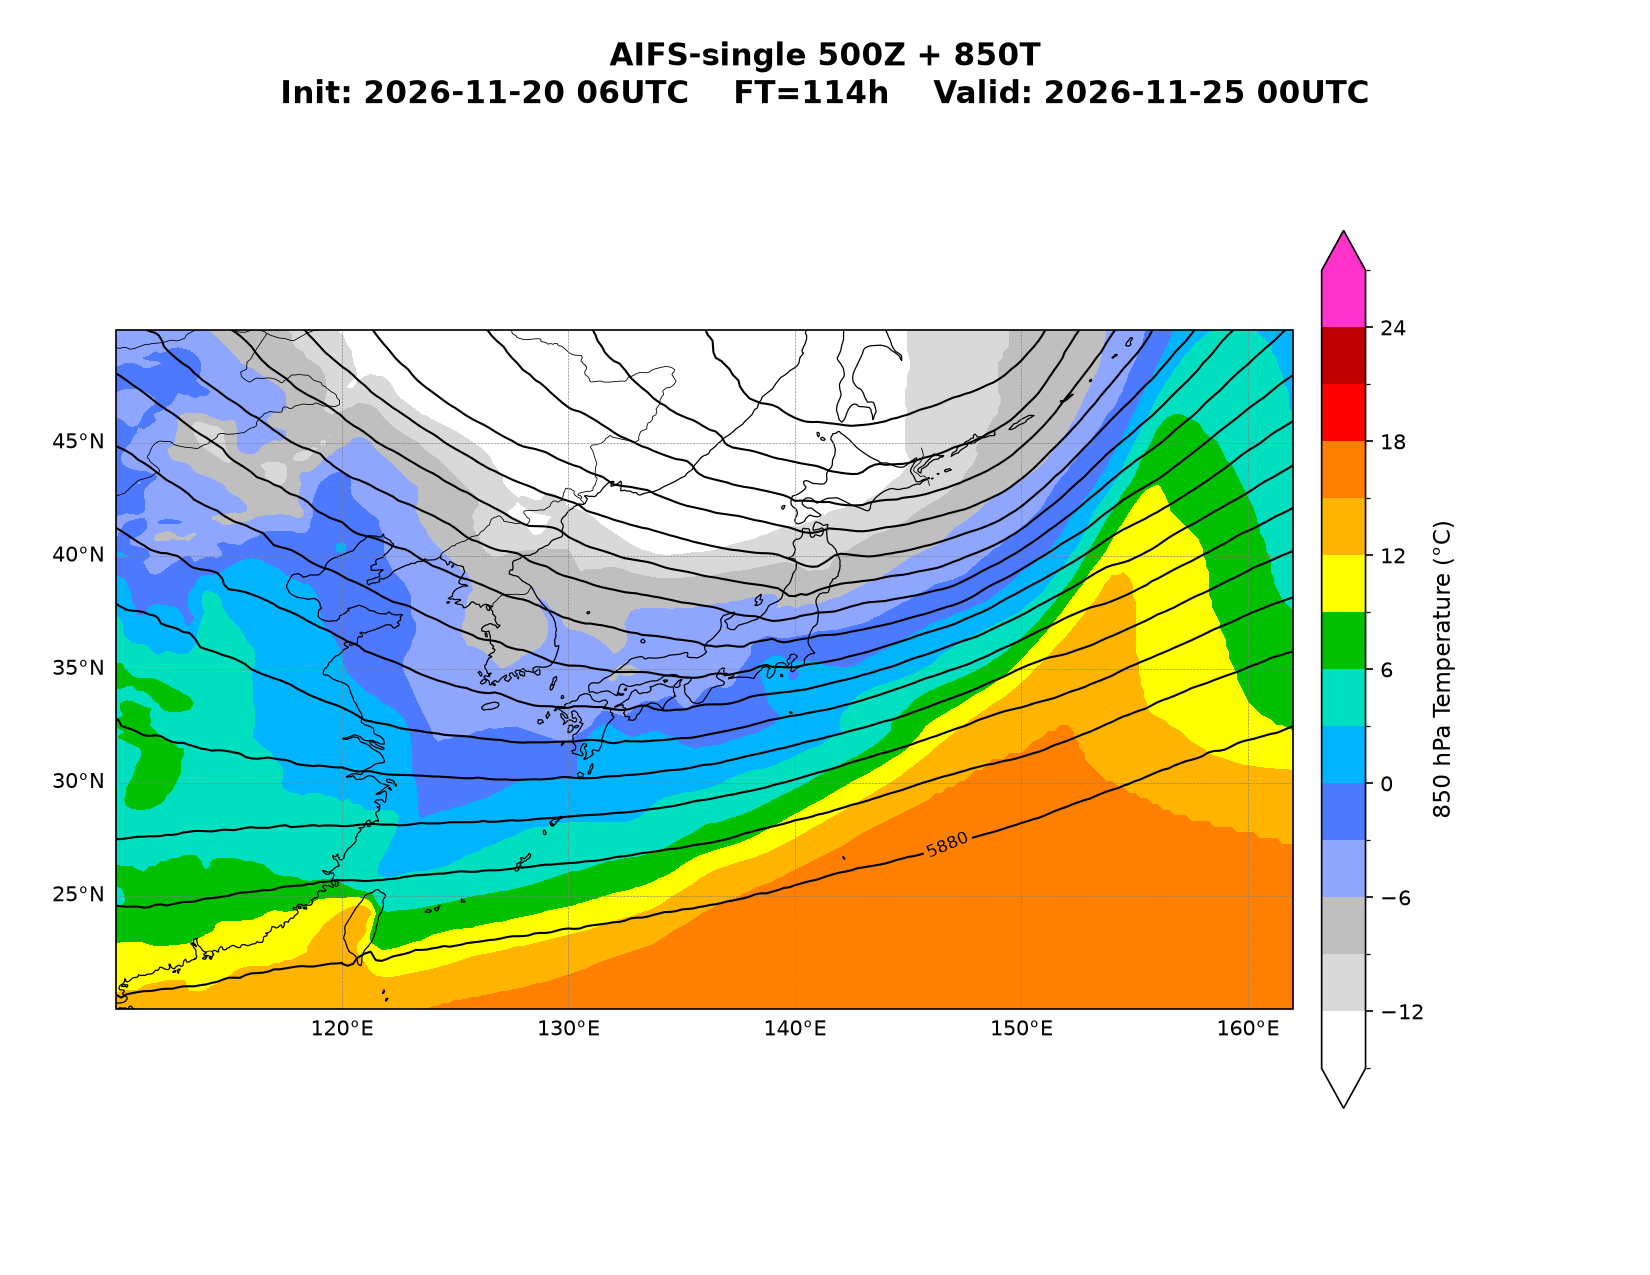 AIFS-single 500Z + 850T
Init: 2026-11-20 06UTC    FT=114h    Valid: 2026-11-25 00UTC
45°N
40°N
35°N
30°N
25°N
120°E
130°E
140°E
150°E
160°E
5880
24
18
12
6
0
−6
−12
850 hPa Temperature (°C)